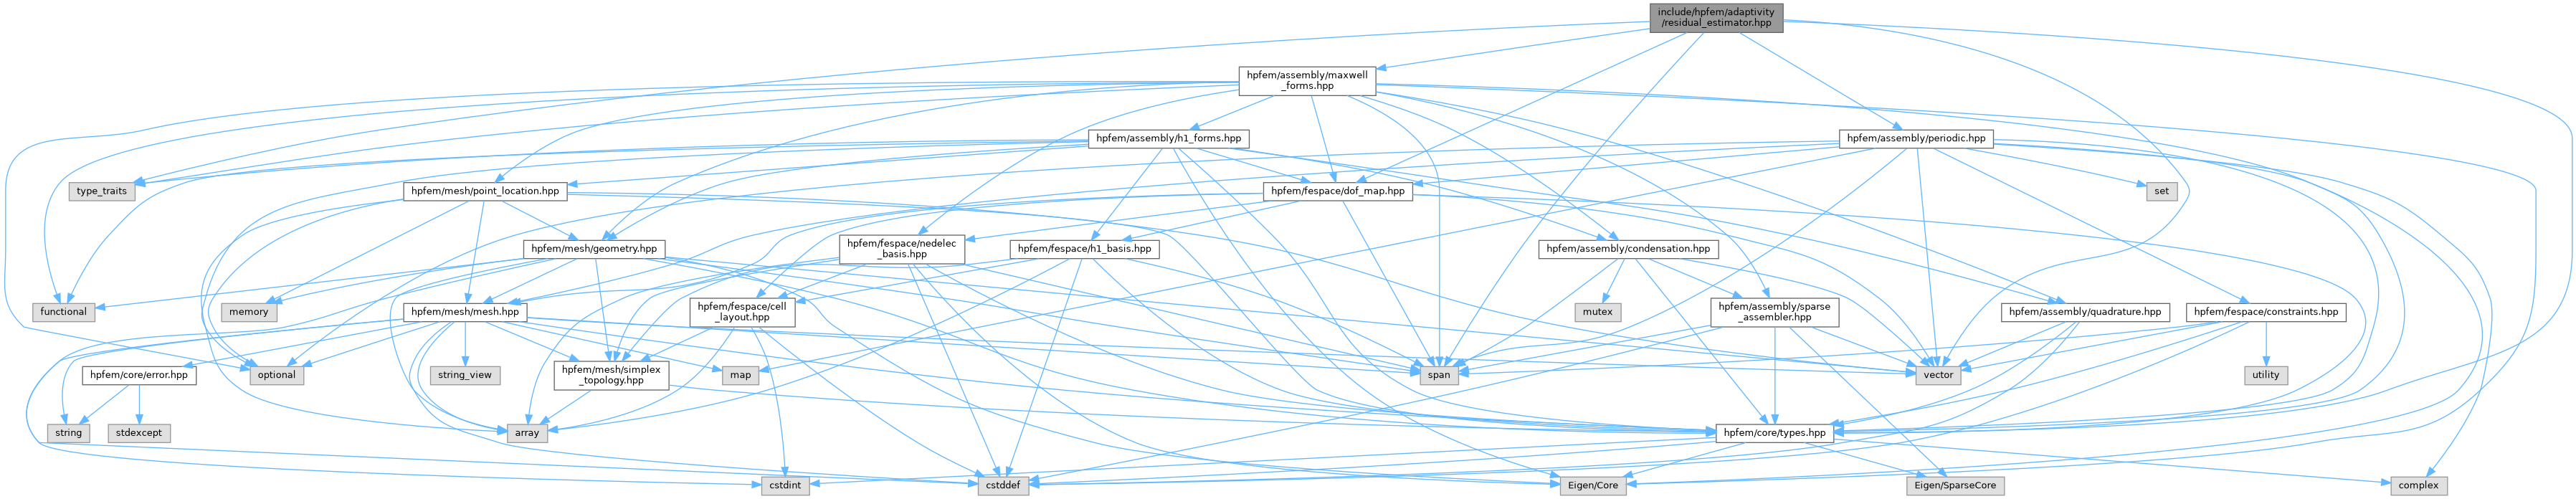 include/hpfem/adaptivity
/residual_estimator.hpp
hpfem/assembly/maxwell
_forms.hpp
hpfem/assembly/h1_forms.hpp
hpfem/assembly/periodic.hpp
type_traits
hpfem/mesh/point_location.hpp
hpfem/fespace/dof_map.hpp
set
hpfem/mesh/geometry.hpp
hpfem/fespace/nedelec
_basis.hpp
hpfem/fespace/h1_basis.hpp
hpfem/assembly/condensation.hpp
functional
memory
hpfem/mesh/mesh.hpp
hpfem/fespace/cell
_layout.hpp
mutex
hpfem/assembly/sparse
_assembler.hpp
hpfem/assembly/quadrature.hpp
hpfem/fespace/constraints.hpp
hpfem/core/error.hpp
optional
string_view
hpfem/mesh/simplex
_topology.hpp
map
span
vector
utility
string
stdexcept
array
hpfem/core/types.hpp
cstdint
cstddef
Eigen/Core
Eigen/SparseCore
complex